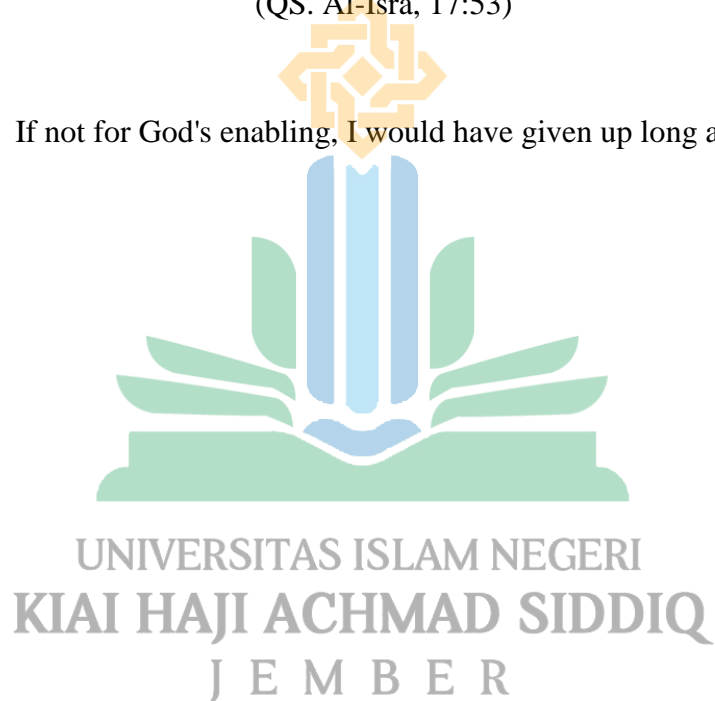 (QS. Al-Isra, 17:53)
If not for God's enabling, I would have given up long a
UNIVERSITAS ISLAM NEGERI
KIAI HAJI ACHMAD SIDDIQ
J E M B E R